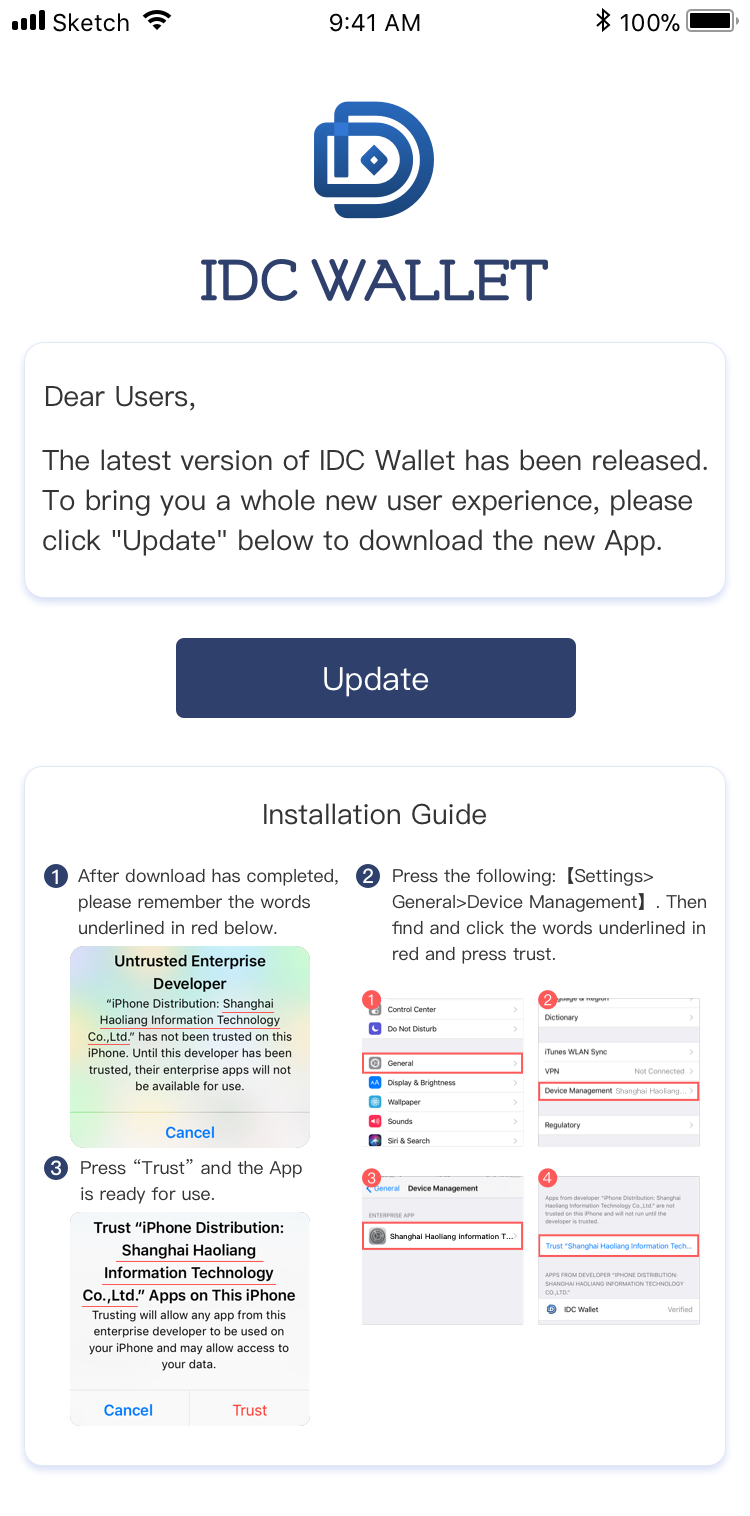 Sketch
9:41 AM
100%
IDC WALLET
Dear Users,
The latest version of IDC Wallet has been released.
To bring you a whole new user experience, please
click "Update" below to download the new App.
Update
Installation Guide
1
After download has completed,
please remember the words
underlined in red below.
Untrusted Enterprise
Developer
“iPhone Distribution: Shanghai
Haoliang Information Technology
Co.,Ltd.” has not been trusted on this
iPhone. Until this developer has been
trusted, their enterprise apps will not
be available for use.
Cancel
2
Press the following:【Settings>
General>Device Management】. Then
find and click the words underlined in
red and press trust.
1
Control Center
Do Not Disturb
General
Display & Brightness
Wallpaper
Sounds
Siri & Search
2
Language & Region
Dictionary
iTunes WLAN Sync
VPN Not Connected
Device Management Shanghai Haoliang...
Regulatory
3
General Device Management
ENTERPRISE APP
Shanghai Haoliang information T...
4
Apps from developer "iPhone Distribution: Shanghai
Haoliang Information Technology Co.,Ltd." are not
trusted on this iPhone and will not run until the
developer is trusted.
Trust "Shanghai Haoliang Information Tech...
APPS FROM DEVELOPER "IPHONE DISTRIBUTION:
SHANGHAI HAOLIANG INFORMATION TECHNOLOGY
CO.,LTD."
IDC Wallet Verified
3
Press “Trust” and the App
is ready for use.
Trust “iPhone Distribution:
Shanghai Haoliang
Information Technology
Co.,Ltd.” Apps on This iPhone
Trusting will allow any app from this
enterprise developer to be used on
your iPhone and may allow access to
your data.
Cancel
Trust